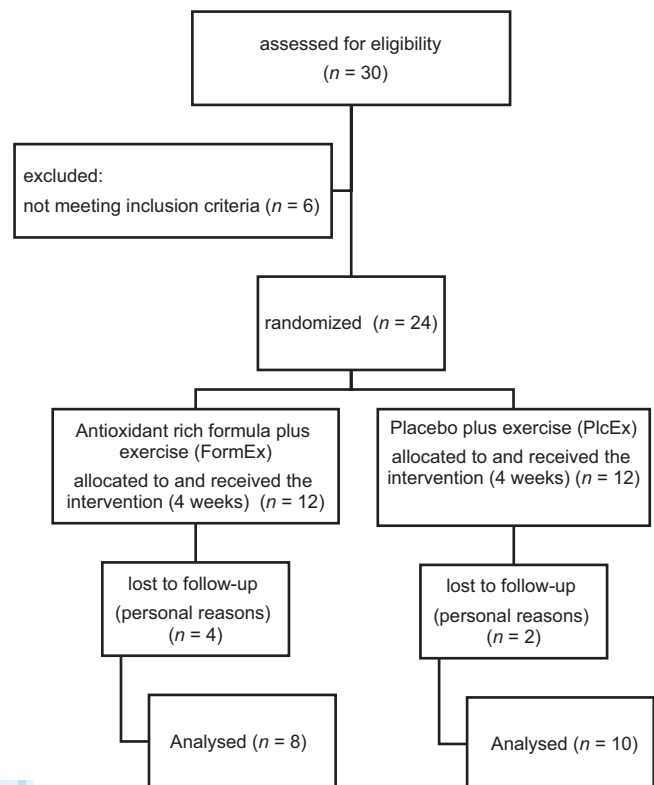 assessed for eligibility
(n = 30)
excluded:
not meeting inclusion criteria (n = 6)
randomized (n = 24)
Antioxidant rich formula plus
exercise (FormEx)
allocated to and received the
intervention (4 weeks) (n = 12)
Placebo plus exercise (PlcEx)
allocated to and received the
intervention (4 weeks) (n = 12)
lost to follow-up
(personal reasons)
(n = 4)
lost to follow-up
(personal reasons)
(n = 2)
Analysed (n = 8)
Analysed (n = 10)